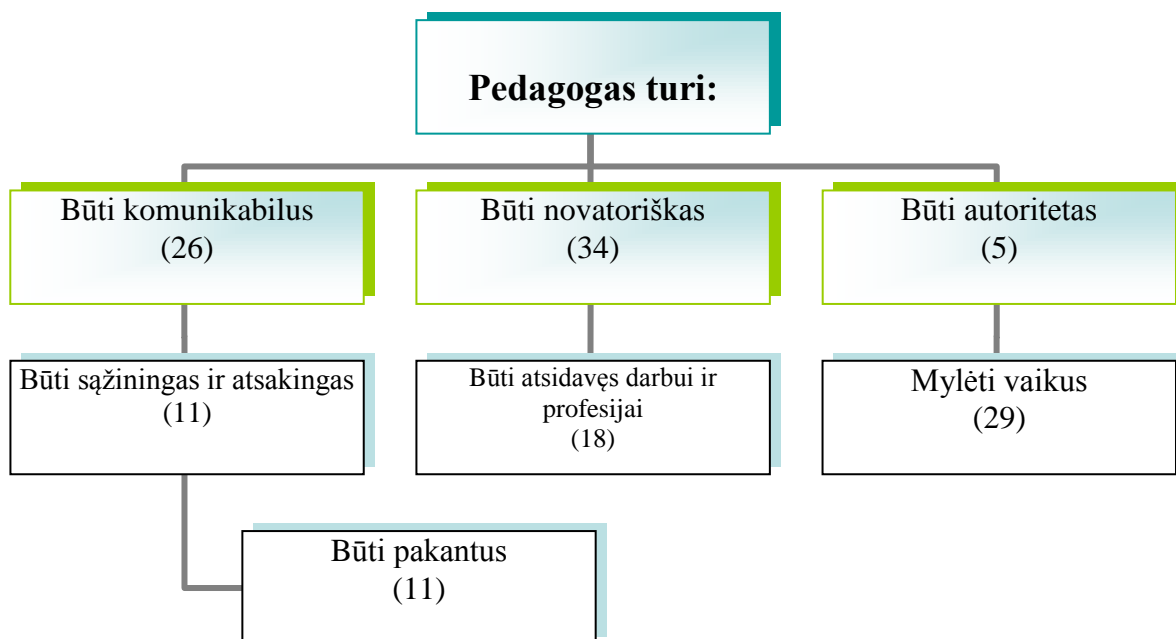 Pedagogas turi:
Būti komunikabilus
(26)
Būti novatoriškas
(34)
Būti autoritetas
(5)
Būti sąžiningas ir atsakingas
(11)
Būti atsidavęs darbui ir
profesijai
(18)
Mylėti vaikus
(29)
Būti pakantus
(11)